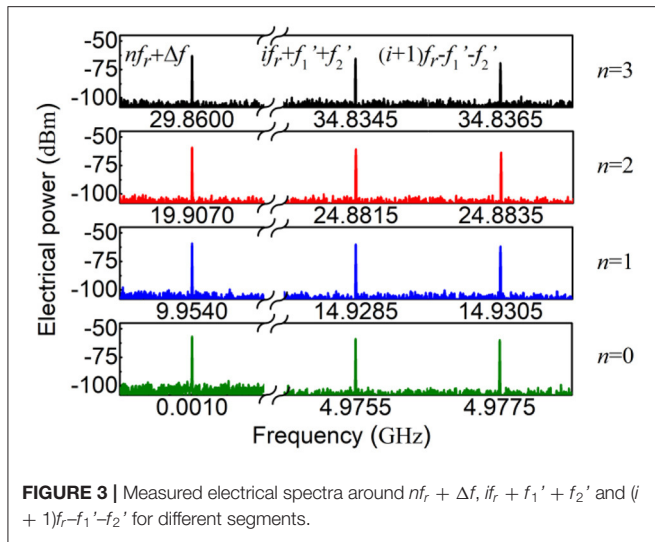 Electrical power (dBm)
-50
-75
-100
nfr+Δf
ifr+f1'+f2'
(i+1)fr-f1'-f2'
n=3
29.8600
34.8345
34.8365
-50
-75
-100
n=2
19.9070
24.8815
24.8835
-50
-75
-100
n=1
9.9540
14.9285
14.9305
-50
-75
-100
n=0
0.0010
4.9755
4.9775
Frequency (GHz)
FIGURE 3 | Measured electrical spectra around nfr + Δf, ifr + f1' + f2' and (i
+ 1)fr–f1'–f2' for different segments.